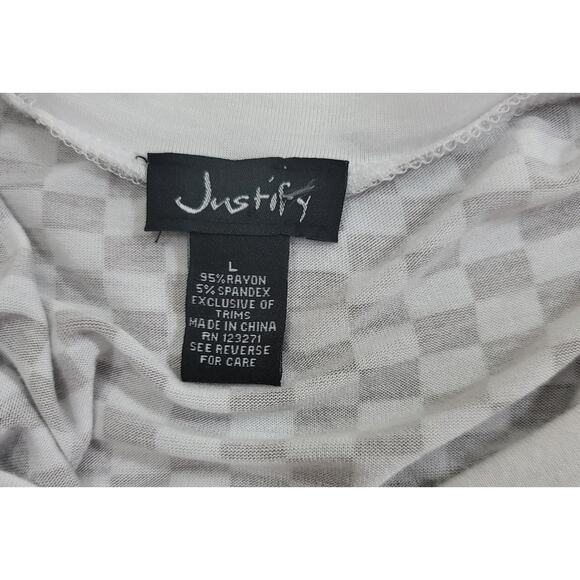 Justify
L
95% RAYON
5% SPANDEX
EXCLUSIVE OF
TRIMS
MADE IN CHINA
RN 123271
SEE REVERSE
FOR CARE